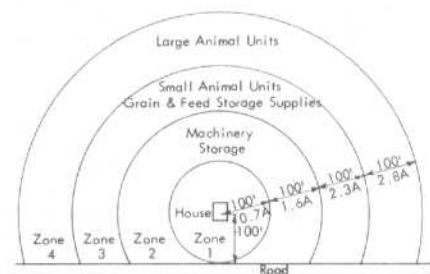 Large Animal Units
Small Animal Units
Grain & Feed Storage Supplies
Machinery
Storage
House
100' 100' 100' 100'
0.7A 1.6A 2.3A 2.8A
100'
Zone Zone Zone Zone
4 3 2 1
Road